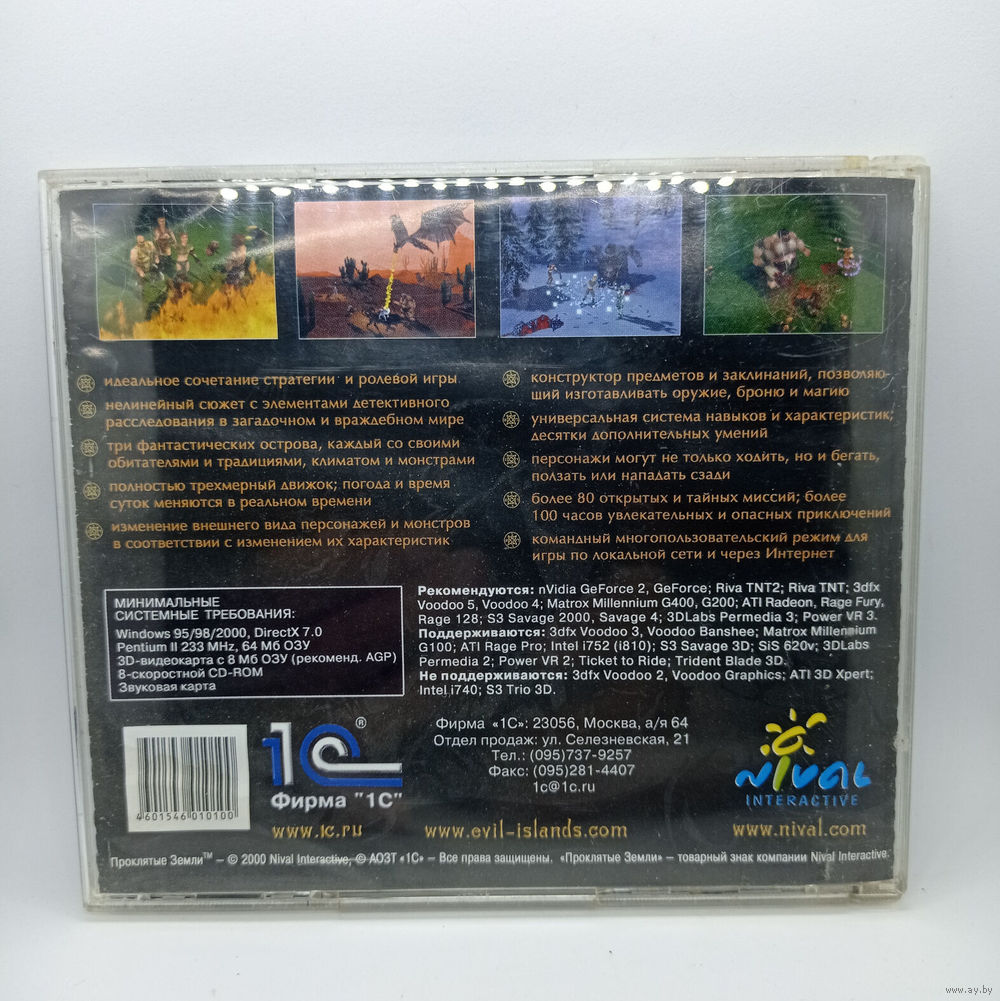 идеальное сочетание стратегии и ролевой игры
нелинейный сюжет с элементами детективного
расследования в загадочном и враждебном мире
три фантастических острова, каждый со своими
обитателями и традициями, климатом и монстрами
полностью трехмерный движок; погода и время
суток меняются в реальном времени
изменение внешнего вида персонажей и монстров
в соответствии с изменением их характеристик
конструктор предметов и заклинаний, позволяю-
щий изготавливать оружие, броню и магию
универсальная система навыков и характеристик;
десятки дополнительных умений
персонажи могут не только ходить, но и бегать,
ползать или нападать сзади
более 80 открытых и тайных миссий; более
100 часов увлекательных и опасных приключений
командный многопользовательский режим для
игры по локальной сети и через Интернет
МИНИМАЛЬНЫЕ
СИСТЕМНЫЕ ТРЕБОВАНИЯ:
Windows 95/98/2000, DirectX 7.0
Pentium II 233 MHz, 64 Мб ОЗУ
3D-видеокарта с 8 Мб ОЗУ (рекоменд. AGP)
8-скоростной CD-ROM
Звуковая карта
Рекомендуются: nVidia GeForce 2, GeForce; Riva TNT2; Riva TNT; 3dfx
Voodoo 5, Voodoo 4; Matrox Millennium G400, G200; ATI Radeon, Rage Fury,
Rage 128; S3 Savage 2000, Savage 4; 3DLabs Permedia 3; Power VR 3.
Поддерживаются: 3dfx Voodoo 3, Voodoo Banshee; Matrox Millennium
G100; ATI Rage Pro; Intel i752 (i810); S3 Savage 3D; SiS 620v; 3DLabs
Permedia 2; Power VR 2; Ticket to Ride; Trident Blade 3D.
Не поддерживаются: 3dfx Voodoo 2, Voodoo Graphics; ATI 3D Xpert;
Intel i740; S3 Trio 3D.
4601546010100
1С®
Фирма "1С"
www.1c.ru
Фирма «1С»: 23056, Москва, а/я 64
Отдел продаж: ул. Селезневская, 21
Тел.: (095)737-9257
Факс: (095)281-4407
1c@1c.ru
www.evil-islands.com
NIVAL
INTERACTIVE
www.nival.com
Проклятые Земли™ – © 2000 Nival Interactive, © АОЗТ «1С» – Все права защищены. «Проклятые Земли» – товарный знак компании Nival Interactive.
www.ay.by